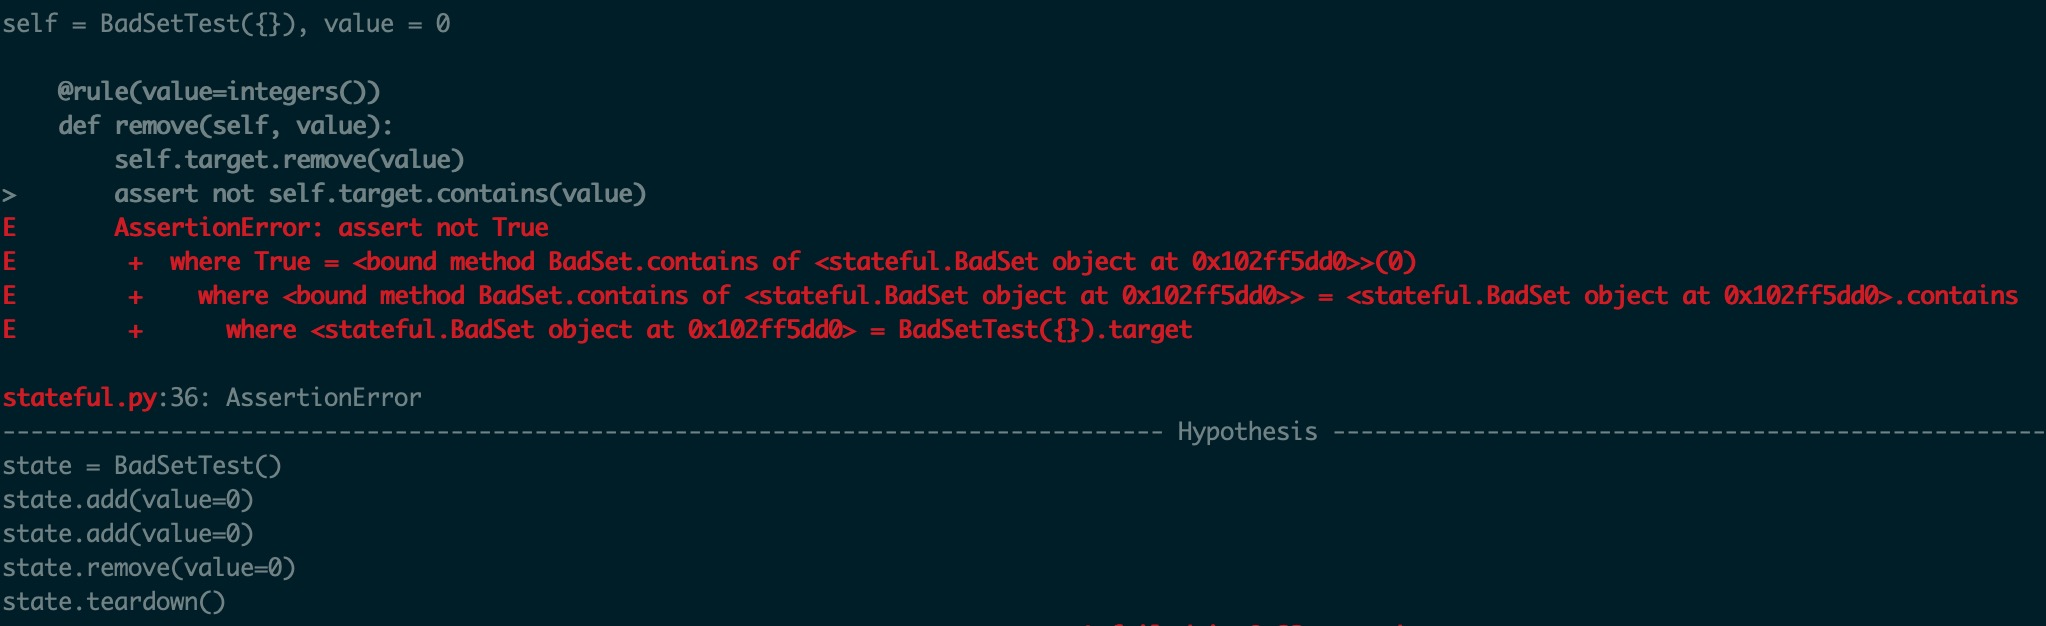 self = BadSetTest({}), value = 0
    @rule(value=integers())
    def remove(self, value):
        self.target.remove(value)
>       assert not self.target.contains(value)
E       AssertionError: assert not True
E        +  where True = <bound method BadSet.contains of <stateful.BadSet object at 0x102ff5dd0>>(0)
E        +    where <bound method BadSet.contains of <stateful.BadSet object at 0x102ff5dd0>> = <stateful.BadSet object at 0x102ff5dd0>.contains
E        +      where <stateful.BadSet object at 0x102ff5dd0> = BadSetTest({}).target
stateful.py:36: AssertionError
----------------------------------------------------------------------------------- Hypothesis ---------------------------------------------------
state = BadSetTest()
state.add(value=0)
state.add(value=0)
state.remove(value=0)
state.teardown()